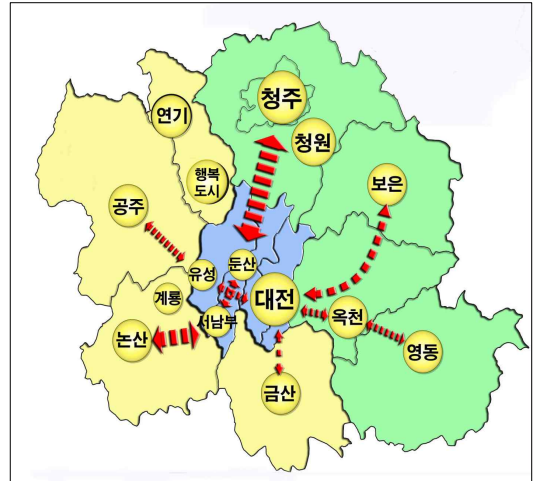 청주
연기
청원
행복
도시
보은
공주
둔산
유성
대전
계룡
서남부
옥천
논산
영동
금산